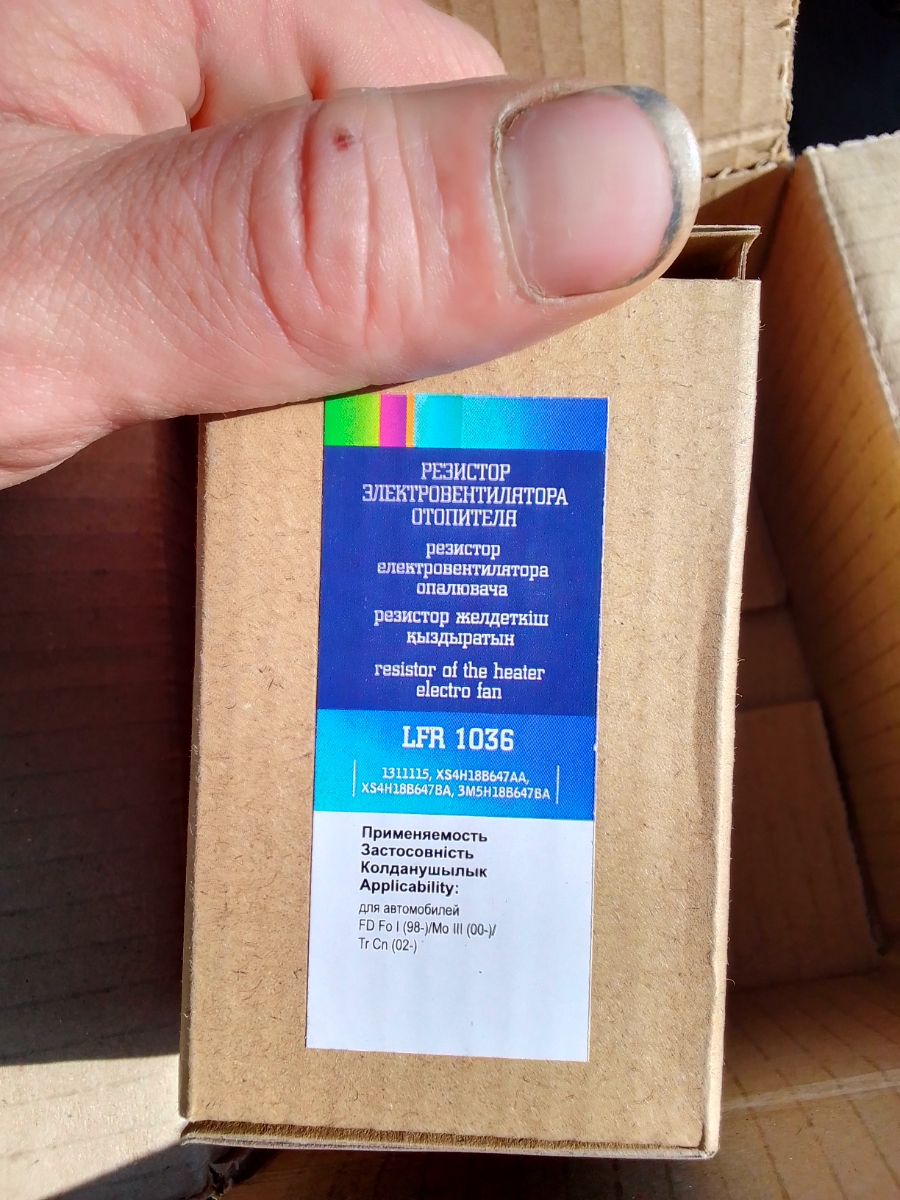 РЕЗИСТОР
ЭЛЕКТРОВЕНТИЛЯТОРА
ОТОПИТЕЛЯ
резистор
електровентилятора
опалювача
резистор желдеткіш
қыздыратын
resistor of the heater
electro fan
LFR 1036
1311115, XS4H18B647AA,
XS4H18B647BA, 3M5H18B647BA
Применяемость
Застосовність
Колданушылык
Applicability:
для автомобилей
FD Fo I (98-)/Mo III (00-)/
Tr Cn (02-)